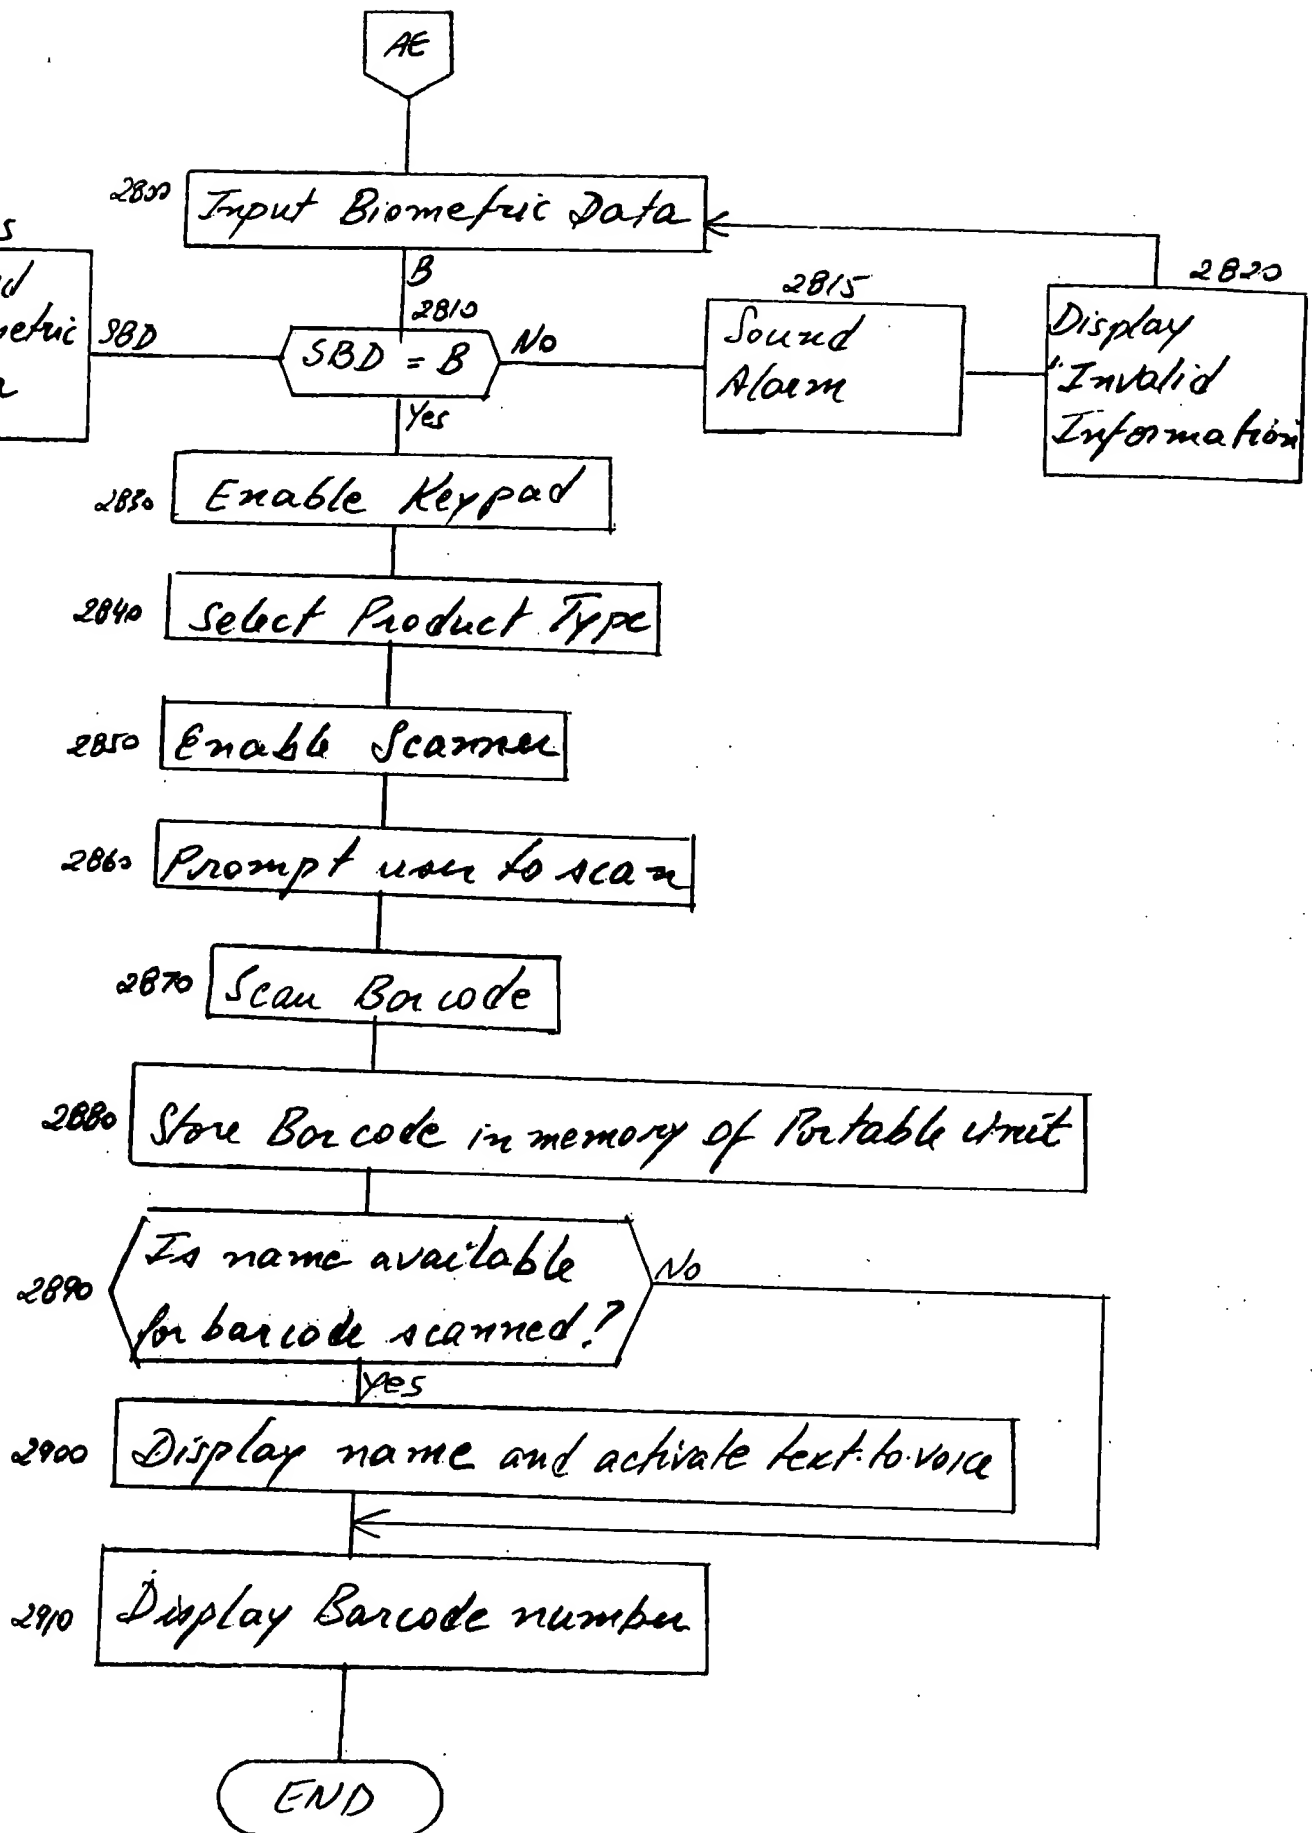 AE
2800
Input Biometric Data
B
2810
SBD
SBD = B
No
2815
Sound
Alarm
2820
Display
"Invalid
Information
Yes
2830
Enable Keypad
2840
Select Product Type
2850
Enable Scanner
2860
Prompt user to scan
2870
Scan Barcode
2880
Store Barcode in memory of Portable Unit
2890
Is name available
for barcode scanned?
No
Yes
2900
Display name and activate text-to-voice
2910
Display Barcode number
END